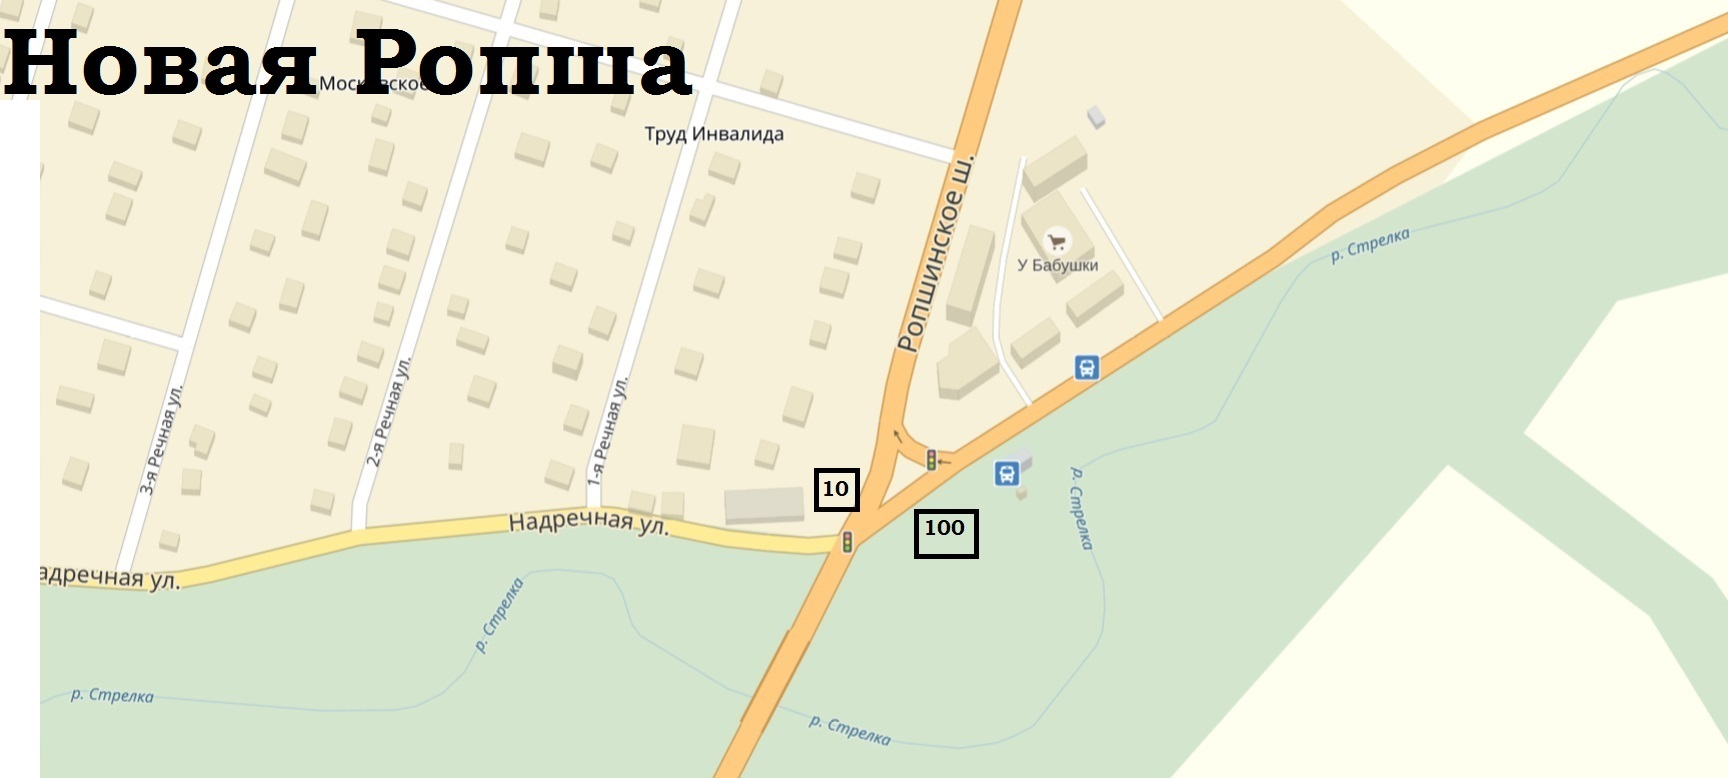 Новая Ропша
Московское
Труд Инвалида
Ропшинское ш.
У Бабушки
р. Стрелка
3-я Речная ул.
2-я Речная ул.
1-я Речная ул.
10
100
р. Стрелка
Надречная ул.
адречная ул.
р. Стрелка
р. Стрелка
р. Стрелка